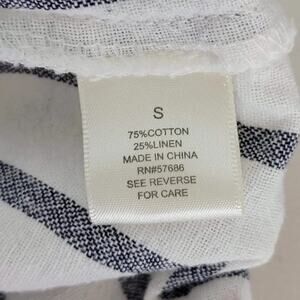 S
75%COTTON
25%LINEN
MADE IN CHINA
RN#57686
SEE REVERSE
FOR CARE